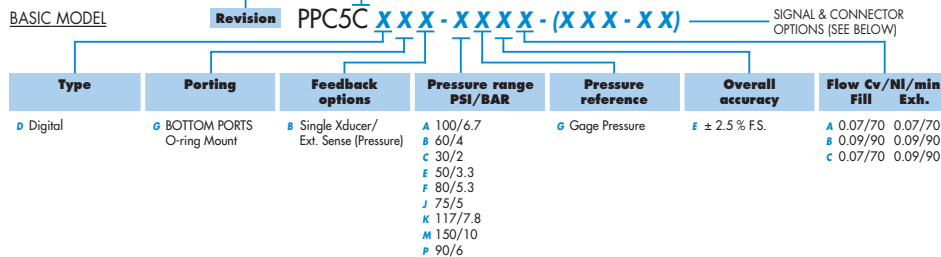 BASIC MODEL
Revision
PPC5C X X X - X X X X - (X X X - X X)
SIGNAL & CONNECTOR
OPTIONS (SEE BELOW)
Type
D Digital
Porting
G BOTTOM PORTS
O-ring Mount
Feedback
options
B Single Xducer/
Ext. Sense (Pressure)
Pressure range
PSI/BAR
A 100/6.7
B 60/4
C 30/2
E 50/3.3
F 80/5.3
J 75/5
K 117/7.8
M 150/10
P 90/6
Pressure
reference
G Gage Pressure
Overall
accuracy
E ± 2.5 % F.S.
Flow Cv/Nl/min
Fill Exh.
A 0.07/70 0.07/70
B 0.09/90 0.09/90
C 0.07/70 0.09/90